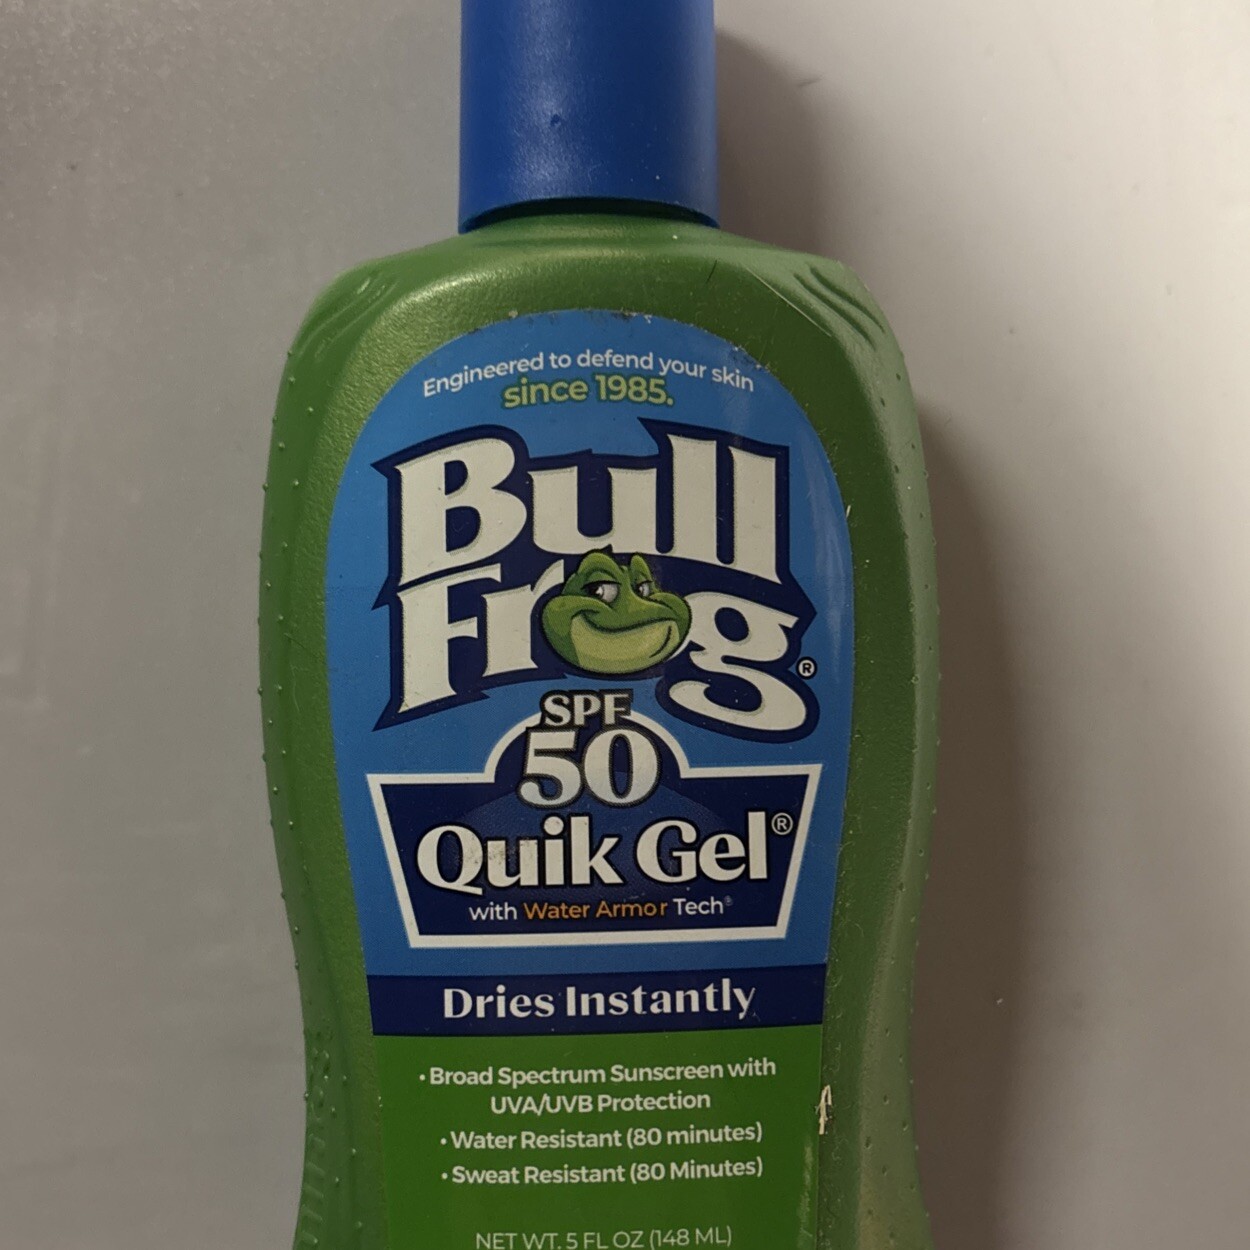 Engineered to defend your skin
since 1985.
Bull
Frog®
SPF
50
Quik Gel®
with Water Armor Tech®
Dries Instantly
• Broad Spectrum Sunscreen with
UVA/UVB Protection
• Water Resistant (80 minutes)
• Sweat Resistant (80 Minutes)
NET WT. 5 FL OZ (148 ML)